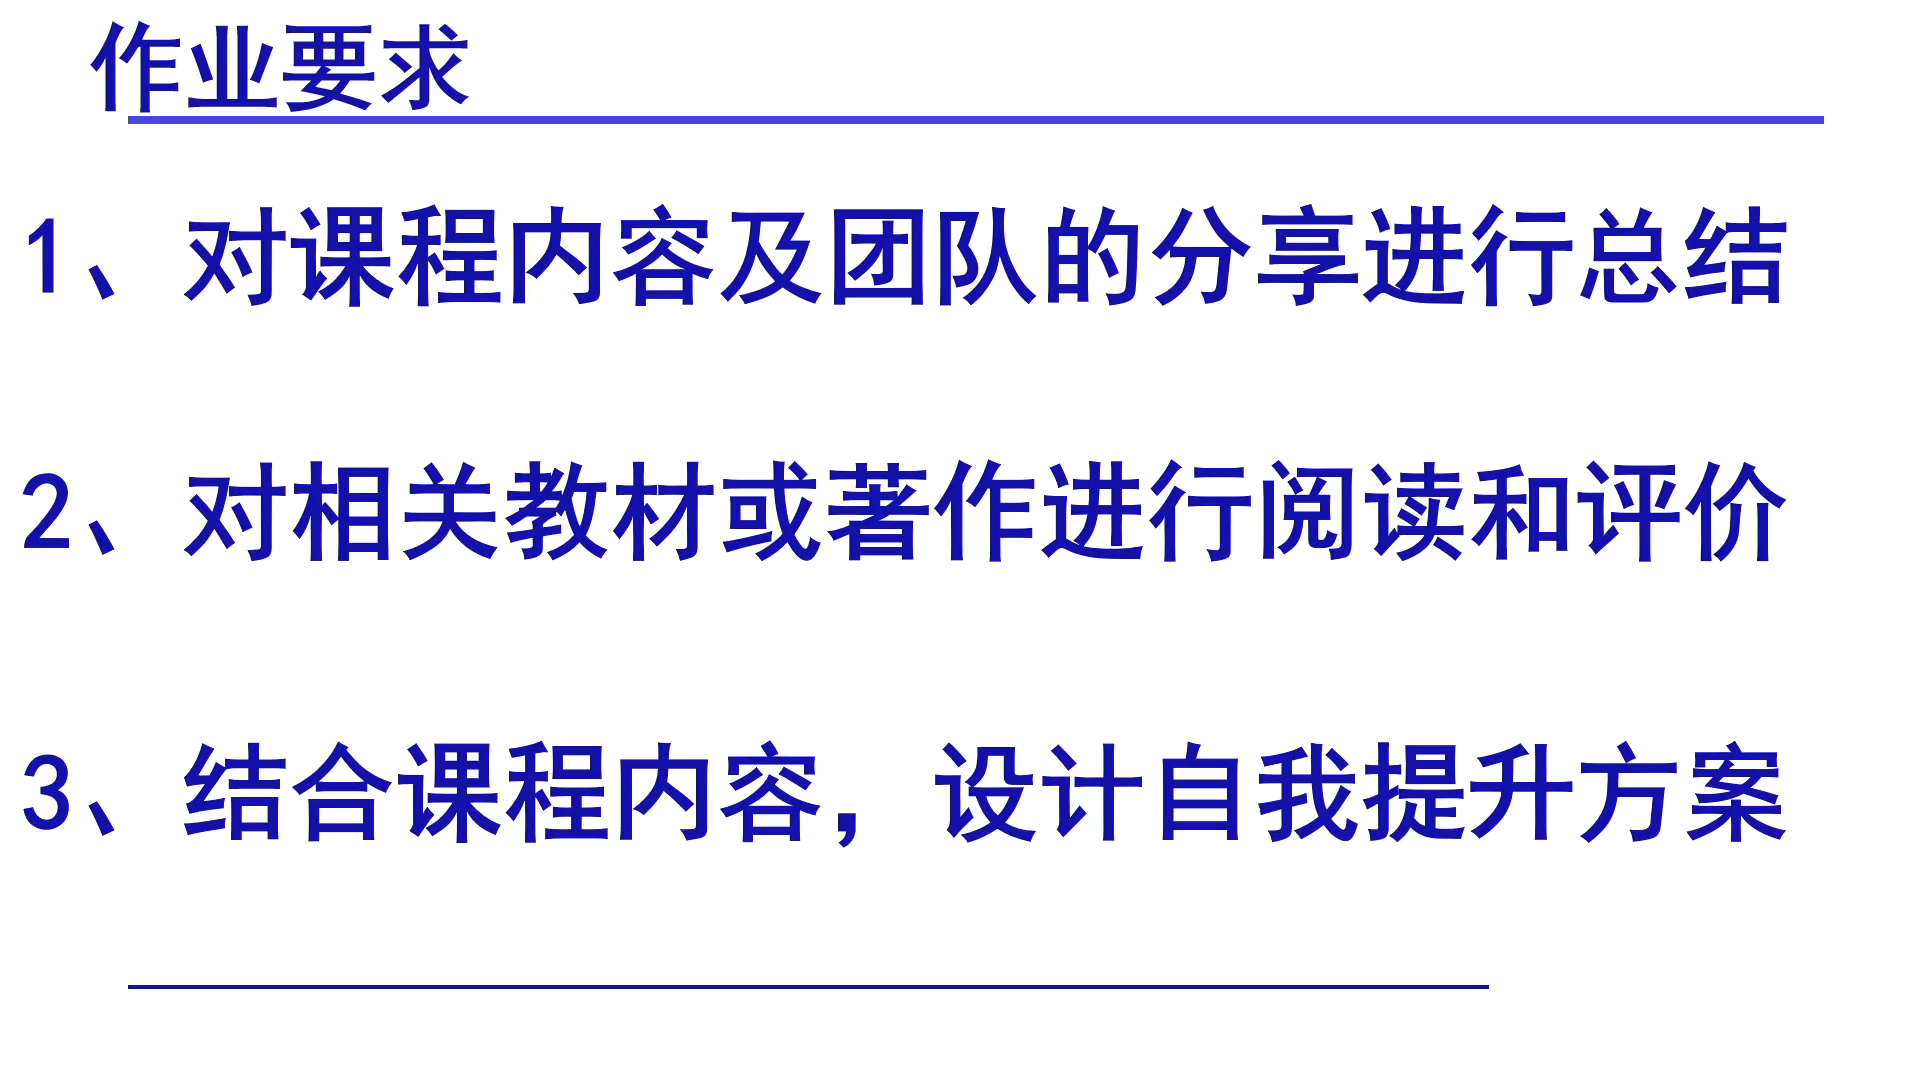 作业要求
1、对课程内容及团队的分享进行总结
2、对相关教材或著作进行阅读和评价
3、结合课程内容，设计自我提升方案